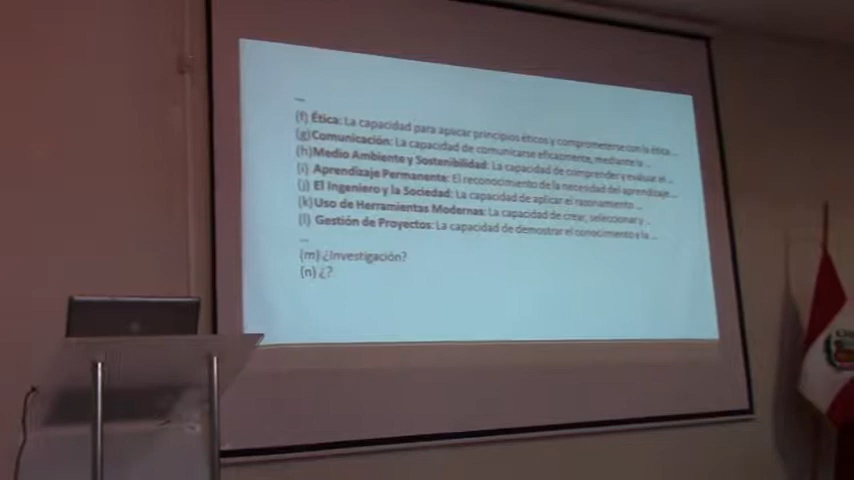 ...
(f) Ética: La capacidad para aplicar principios éticos y comprometerse con la ética...
(g) Comunicación: La capacidad de comunicarse eficazmente, mediante la ...
(h) Medio Ambiente y Sostenibilidad: La capacidad de comprender y evaluar el ...
(i) Aprendizaje Permanente: El reconocimiento de la necesidad del aprendizaje...
(j) El Ingeniero y la Sociedad: La capacidad de aplicar el razonamiento ...
(k) Uso de Herramientas Modernas: La capacidad de crear, seleccionar y ...
(l) Gestión de Proyectos: La capacidad de demostrar el conocimiento e la ...
...
(m) ¿Investigación?
(n) ¿?